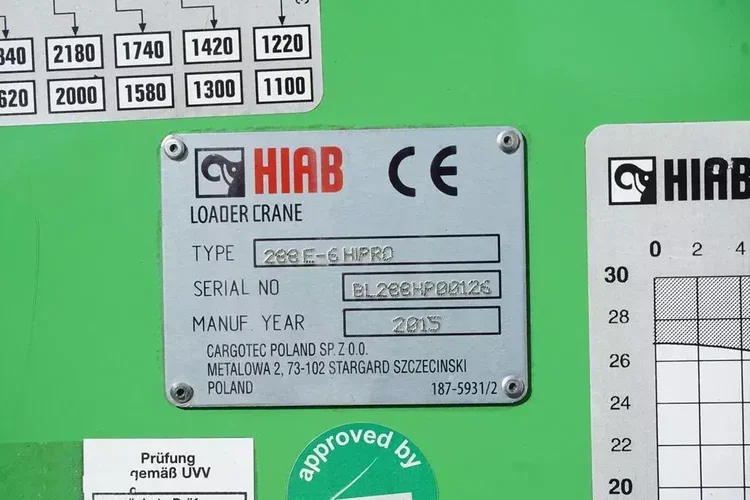 2180 1740 1420 1220
620 2000 1580 1300 1100
HIAB CE
LOADER CRANE
TYPE 288E-6 HIPRO
SERIAL NO BL288HP00126
MANUF. YEAR 2015
CARGOTEC POLAND SP. Z O.O.
METALOWA 2, 73-102 STARGARD SZCZECINSKI
POLAND 187-5931/2
HIAB
0 2 4
30
28
26
24
22
20
Prüfung
gemäß UVV
approved by